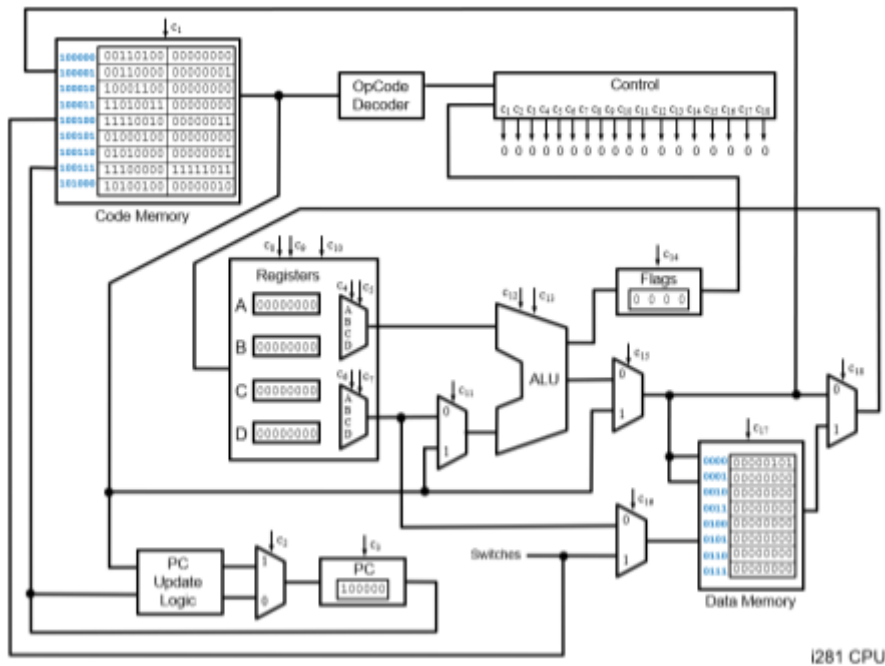 C1
100000 00110100 00000000
100001 00110000 00000001
100010 10001100 00000000
100011 11010011 00000000
100100 11110010 00000011
100101 01000100 00000000
100110 01010000 00000001
100111 11100000 11111011
101000 10100100 00000010
Code Memory
OpCode
Decoder
Control
C1 C2 C3 C4 C5 C6 C7 C8 C9 C10 C11 C12 C13 C14 C15 C16 C17 C18
0 0 0 0 0 0 0 0 0 0 0 0 0 0 0 0 0 0
C8 C9 C10
Registers
C4 C5
A 00000000
B 00000000
C 00000000
D 00000000
A
B
C
D
C6 C7
A
B
C
D
C11
0
1
C12 C13
ALU
C14
Flags
0 0 0 0
C15
0
1
C18
0
1
C17
0000 00000101
0001 00000000
0010 00000000
0011 00000000
0100 00000000
0101 00000000
0110 00000000
0111 00000000
Data Memory
C16
0
1
Switches
PC
Update
Logic
C2
1
0
C3
PC
100000
i281 CPU